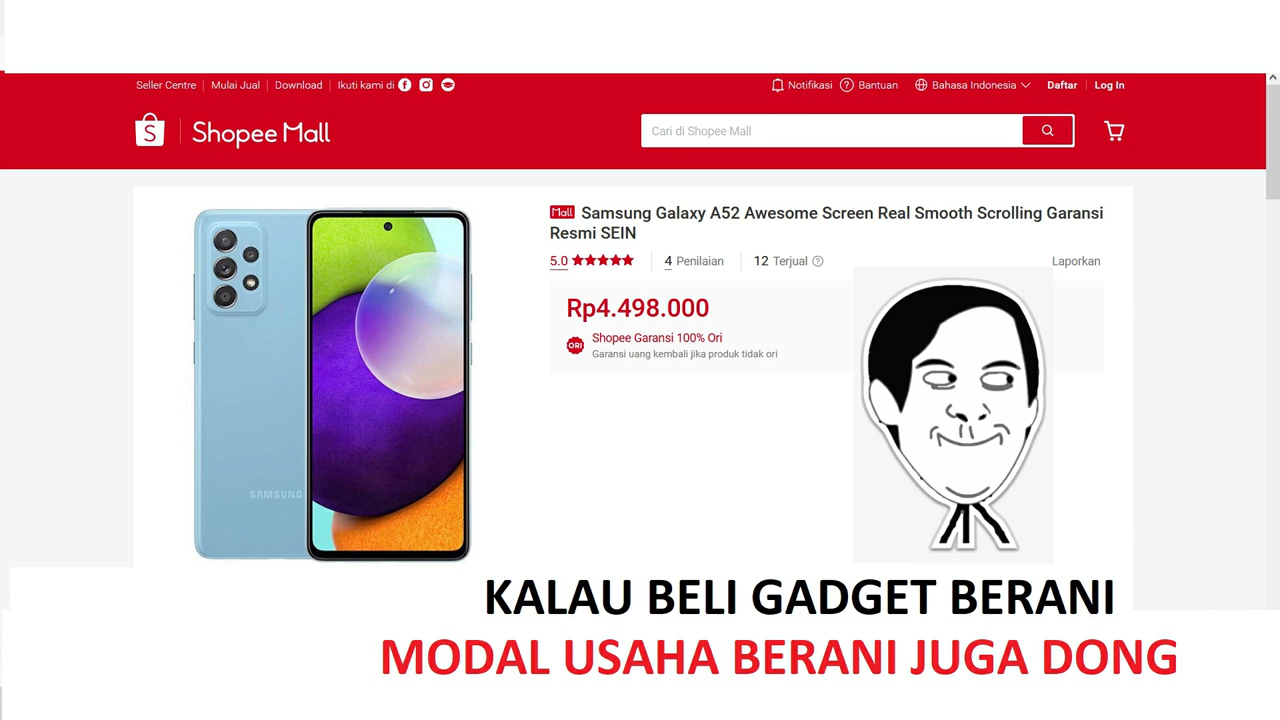 Seller Centre Mulai Jual Download Ikuti kami di Notifikasi Bantuan Bahasa Indonesia Daftar Log In
S Shopee Mall Cari di Shopee Mall
Mall Samsung Galaxy A52 Awesome Screen Real Smooth Scrolling Garansi
Resmi SEIN
5.0 4 Penilaian 12 Terjual Laporkan
Rp4.498.000
ORI Shopee Garansi 100% Ori
Garansi uang kembali jika produk tidak ori
SAMSUNG
KALAU BELI GADGET BERANI
MODAL USAHA BERANI JUGA DONG